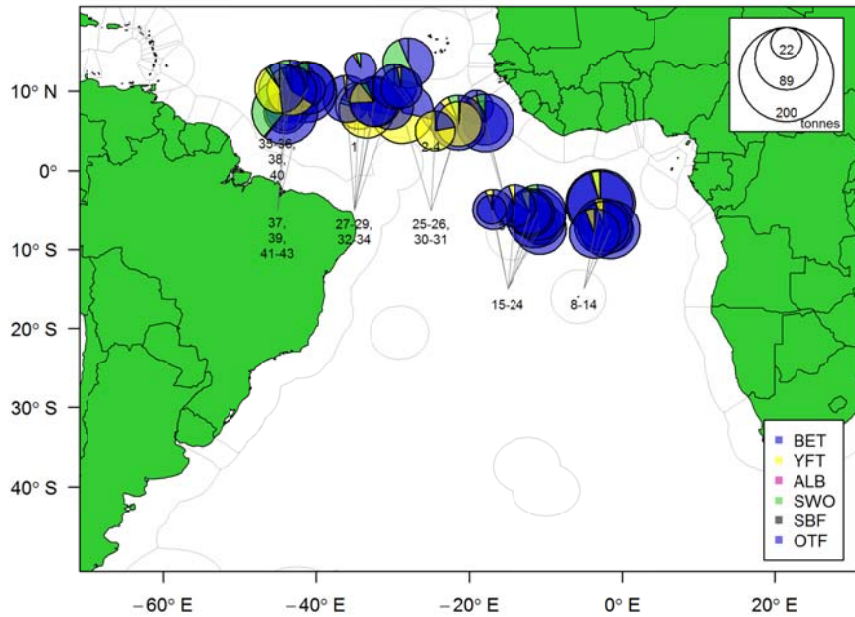 22
89
200
tonnes
10° N
0°
10° S
20° S
30° S
40° S
35-36,
38,
40
1
2-4
37,
39,
41-43
27-29,
32-34
25-26,
30-31
15-24
8-14
BET
YFT
ALB
SWO
SBF
OTF
−60° E
−40° E
−20° E
0° E
20° E